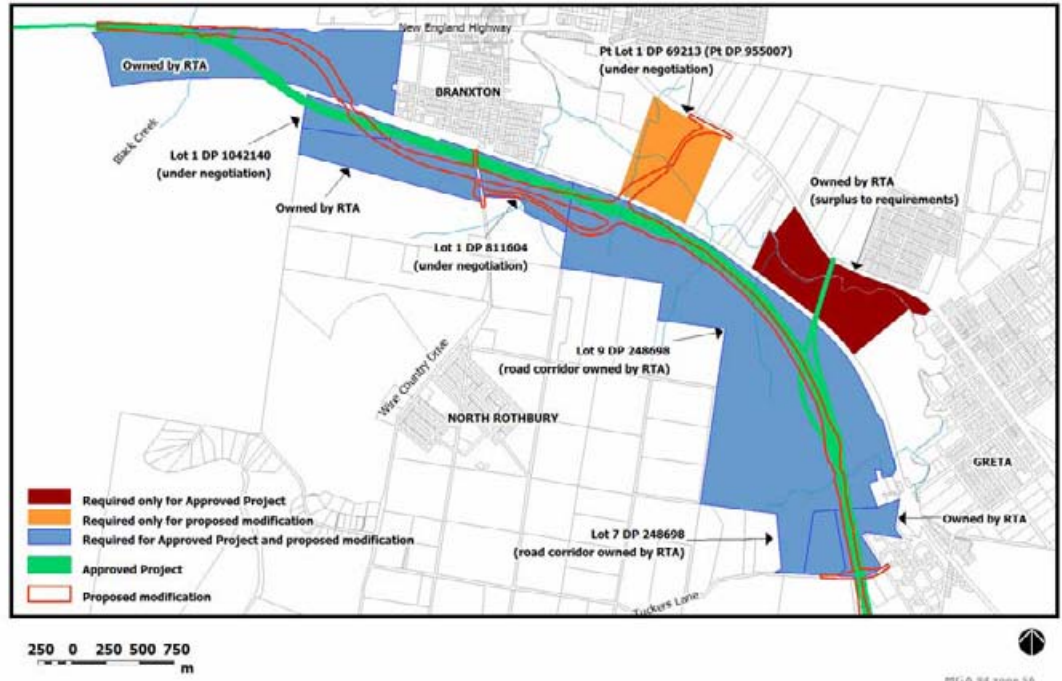 New England Highway
Pt Lot 1 DP 69213 (Pt DP 955007)
(under negotiation)
Owned by RTA
BRANXTON
Black Creek
Lot 1 DP 1042140
(under negotiation)
Owned by RTA
(surplus to requirements)
Owned by RTA
Lot 1 DP 811604
(under negotiation)
Lot 9 DP 248698
(road corridor owned by RTA)
Wine Country Drive
NORTH ROTHBURY
GRETA
Required only for Approved Project
Required only for proposed modification
Required for Approved Project and proposed modification
Approved Project
Proposed modification
Owned by RTA
Lot 7 DP 248698
(road corridor owned by RTA)
Tuckers Lane
250 0 250 500 750
m